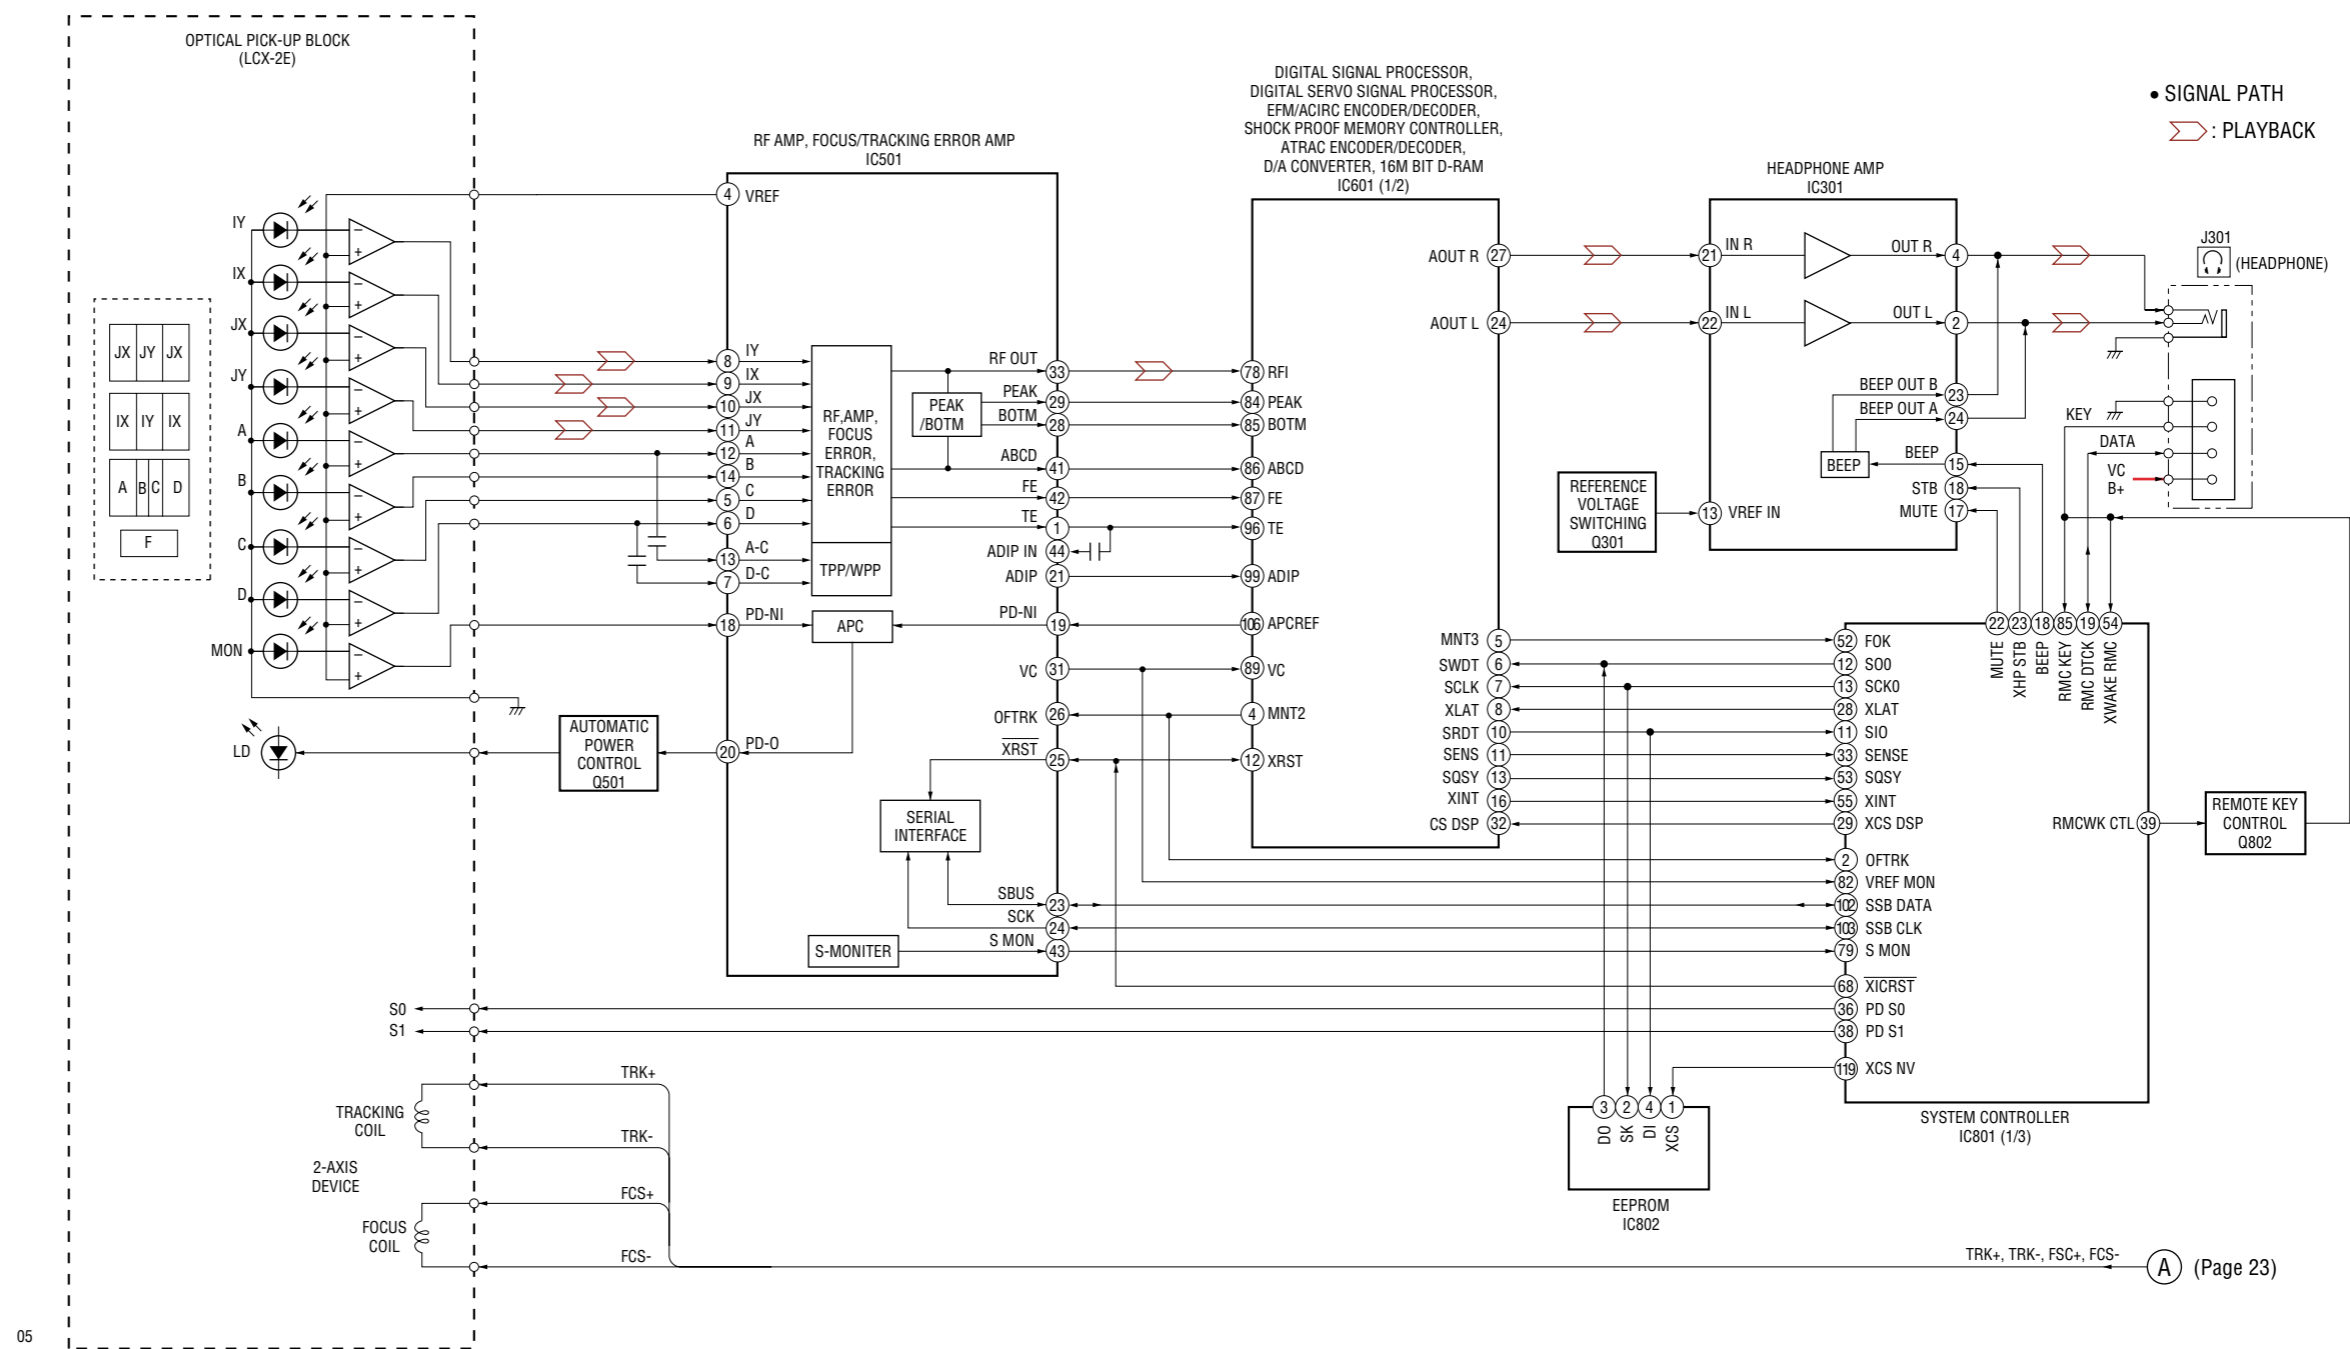 OPTICAL PICK-UP BLOCK
(LCX-2E)
IY
IX
JX
JY
A
B
C
D
MON
LD
JX JY JX
IX IY IX
A B C D
F
AUTOMATIC
POWER
CONTROL
Q501
S0
S1
TRACKING
COIL
2-AXIS
DEVICE
FOCUS
COIL
TRK+
TRK-
FCS+
FCS-
RF AMP, FOCUS/TRACKING ERROR AMP
IC501
4 VREF
8 IY
9 IX
10 JX
11 JY
12 A
14 B
5 C
6 D
13 A-C
7 D-C
18 PD-NI
20 PD-O
RF,AMP,
FOCUS
ERROR,
TRACKING
ERROR
TPP/WPP
APC
PEAK
/BOTM
SERIAL
INTERFACE
S-MONITER
RF OUT 33
PEAK 29
BOTM 28
ABCD 41
FE 42
TE 1
ADIP IN 44
ADIP 21
PD-NI 19
VC 31
OFTRK 26
XRST 25
SBUS 23
SCK 24
S MON 43
DIGITAL SIGNAL PROCESSOR,
DIGITAL SERVO SIGNAL PROCESSOR,
EFM/ACIRC ENCODER/DECODER,
SHOCK PROOF MEMORY CONTROLLER,
ATRAC ENCODER/DECODER,
D/A CONVERTER, 16M BIT D-RAM
IC601 (1/2)
78 RFI
84 PEAK
85 BOTM
86 ABCD
87 FE
96 TE
99 ADIP
106 APCREF
89 VC
4 MNT2
12 XRST
AOUT R 27
AOUT L 24
MNT3 5
SWDT 6
SCLK 7
XLAT 8
SRDT 10
SENS 11
SQSY 13
XINT 16
CS DSP 32
HEADPHONE AMP
IC301
21 IN R
22 IN L
13 VREF IN
OUT R 4
OUT L 2
BEEP OUT B 23
BEEP OUT A 24
BEEP
BEEP 15
STB 18
MUTE 17
REFERENCE
VOLTAGE
SWITCHING
Q301
• SIGNAL PATH
: PLAYBACK
J301
(HEADPHONE)
KEY
DATA
VC
B+
22 23 18 85 19 54
MUTE
XHP STB
BEEP
RMC KEY
RMC DTCK
XWAKE RMC
52 FOK
12 SO0
13 SCK0
28 XLAT
11 SIO
33 SENSE
53 SQSY
55 XINT
29 XCS DSP
2 OFTRK
82 VREF MON
102 SSB DATA
103 SSB CLK
79 S MON
68 XICRST
36 PD S0
38 PD S1
119 XCS NV
RMCWK CTL 39
REMOTE KEY
CONTROL
Q802
SYSTEM CONTROLLER
IC801 (1/3)
3 2 4 1
DO
SK
DI
XCS
EEPROM
IC802
TRK+, TRK-, FSC+, FCS-
A (Page 23)
05